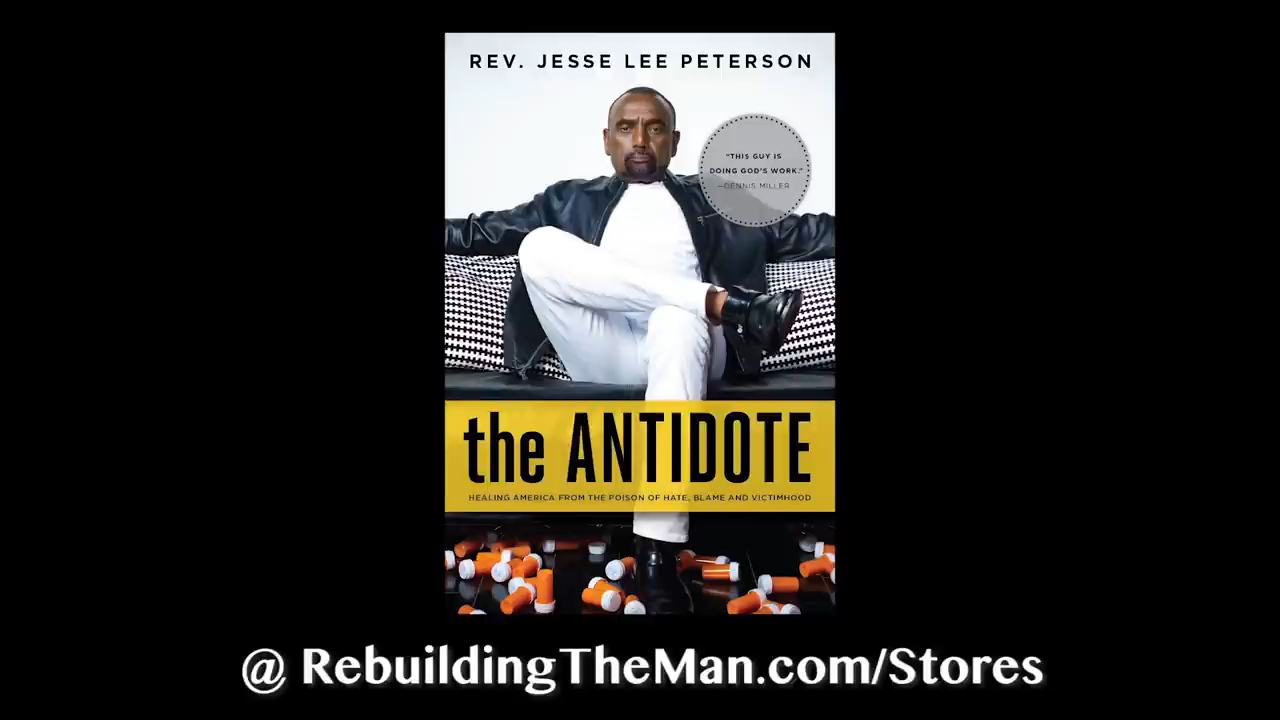 REV. JESSE LEE PETERSON
"THIS GUY IS
DOING GOD'S WORK."
—DENNIS MILLER
the ANTIDOTE
HEALING AMERICA FROM THE POISON OF HATE, BLAME AND VICTIMHOOD
@ RebuildingTheMan.com/Stores